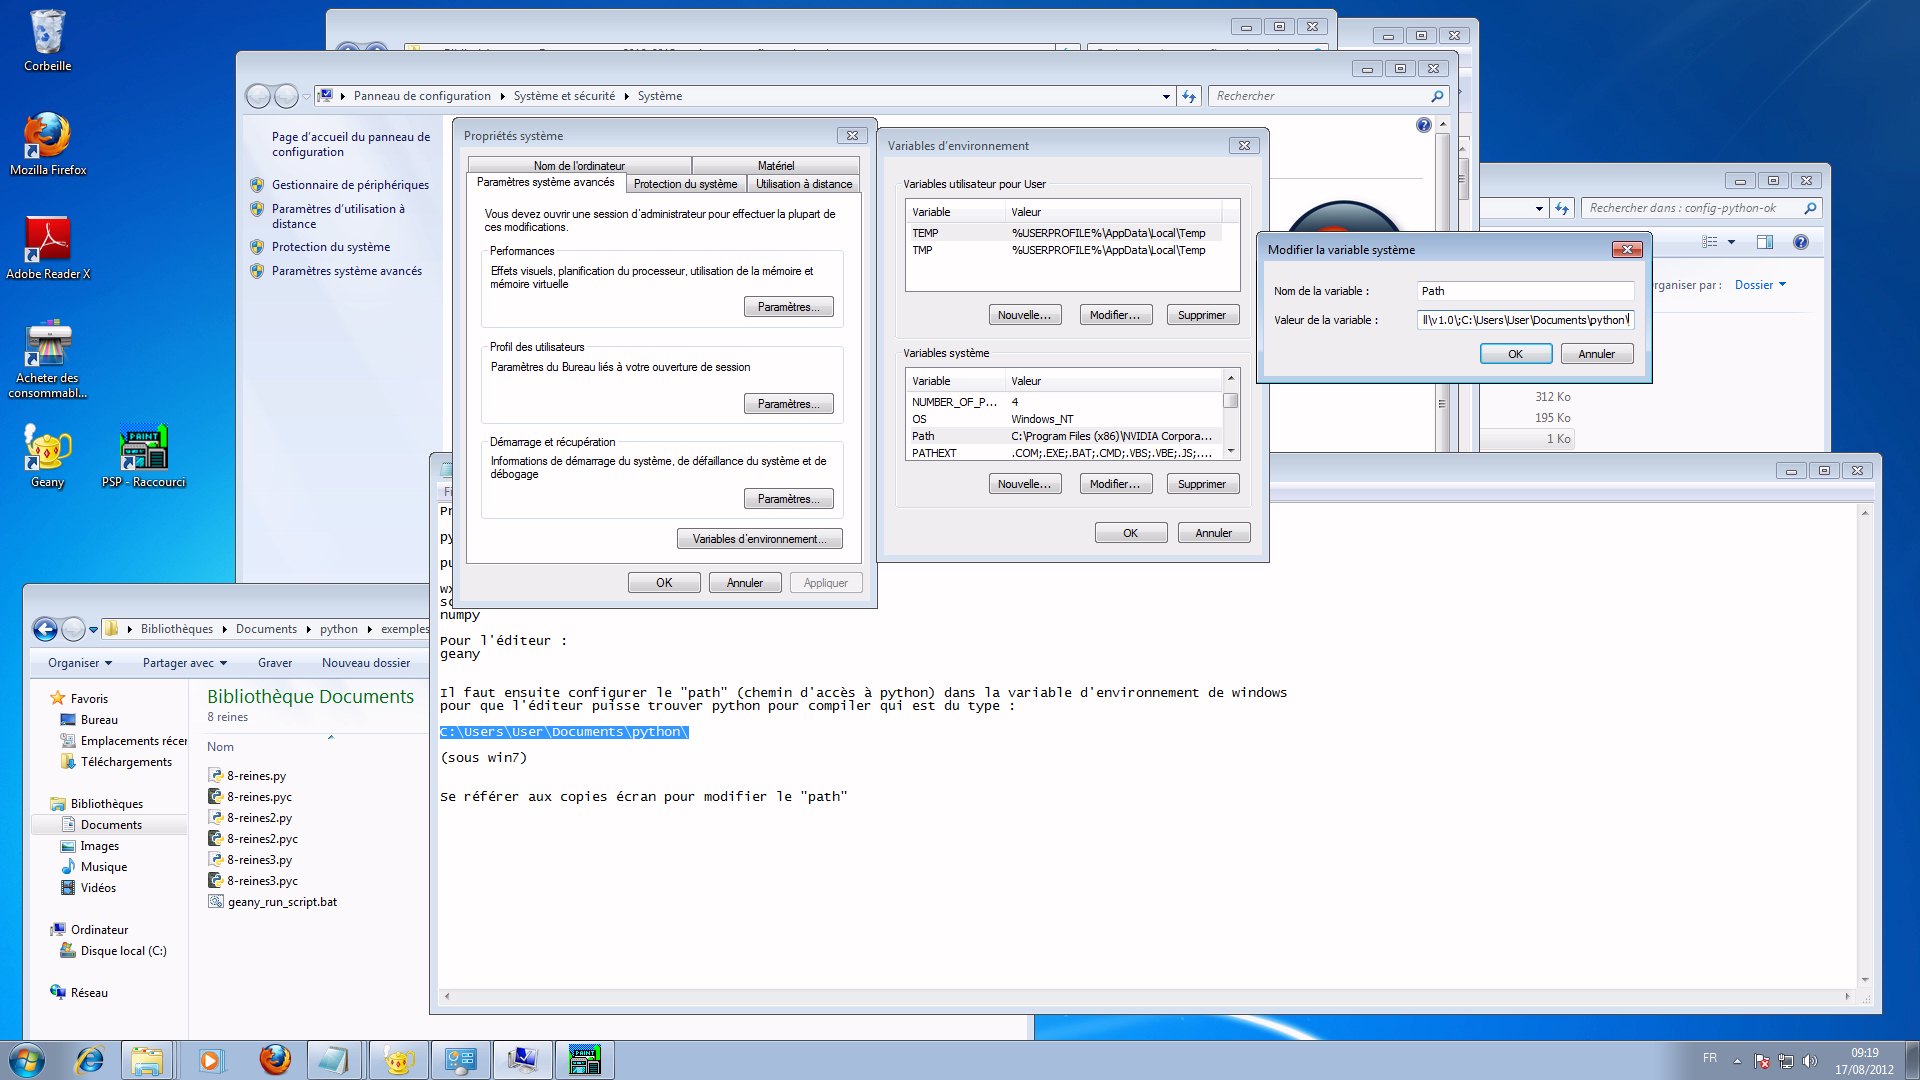 Corbeille
Mozilla Firefox
Adobe Reader X
Acheter des
consommabl...
Geany
PSP - Raccourci
Panneau de configuration
Système et sécurité
Système
Rechercher
Page d'accueil du panneau de
configuration
Gestionnaire de périphériques
Paramètres d'utilisation à
distance
Protection du système
Paramètres système avancés
Propriétés système
Nom de l'ordinateur
Matériel
Paramètres système avancés
Protection du système
Utilisation à distance
Vous devez ouvrir une session d'administrateur pour effectuer la plupart de
ces modifications.
Performances
Effets visuels, planification du processeur, utilisation de la mémoire et
mémoire virtuelle
Paramètres...
Profil des utilisateurs
Paramètres du Bureau liés à votre ouverture de session
Paramètres...
Démarrage et récupération
Informations de démarrage du système, de défaillance du système et de
débogage
Paramètres...
Variables d'environnement...
OK
Annuler
Appliquer
Variables d'environnement
Variables utilisateur pour User
Variable Valeur
TEMP %USERPROFILE%\AppData\Local\Temp
TMP %USERPROFILE%\AppData\Local\Temp
Nouvelle...
Modifier...
Supprimer
Variables système
Variable Valeur
NUMBER_OF_P... 4
OS Windows_NT
Path C:\Program Files (x86)\NVIDIA Corpora...
PATHEXT .COM;.EXE;.BAT;.CMD;.VBS;.VBE;.JS;....
Nouvelle...
Modifier...
Supprimer
OK
Annuler
Rechercher dans : config-python-ok
Modifier la variable système
Nom de la variable : Path
Valeur de la variable : ll\v1.0\;C:\Users\User\Documents\python\
OK
Annuler
rganiser par : Dossier
312 Ko
195 Ko
1 Ko
numpy
Pour l'éditeur :
geany
Il faut ensuite configurer le "path" (chemin d'accès à python) dans la variable d'environnement de windows
pour que l'éditeur puisse trouver python pour compiler qui est du type :
C:\Users\User\Documents\python\
(sous win7)
Se référer aux copies écran pour modifier le "path"
Bibliothèques
Documents
python
exemples
Organiser
Partager avec
Graver
Nouveau dossier
Favoris
Bureau
Emplacements récer
Téléchargements
Bibliothèques
Documents
Images
Musique
Vidéos
Ordinateur
Disque local (C:)
Réseau
Bibliothèque Documents
8 reines
Nom
8-reines.py
8-reines.pyc
8-reines2.py
8-reines2.pyc
8-reines3.py
8-reines3.pyc
geany_run_script.bat
FR
09:19
17/08/2012